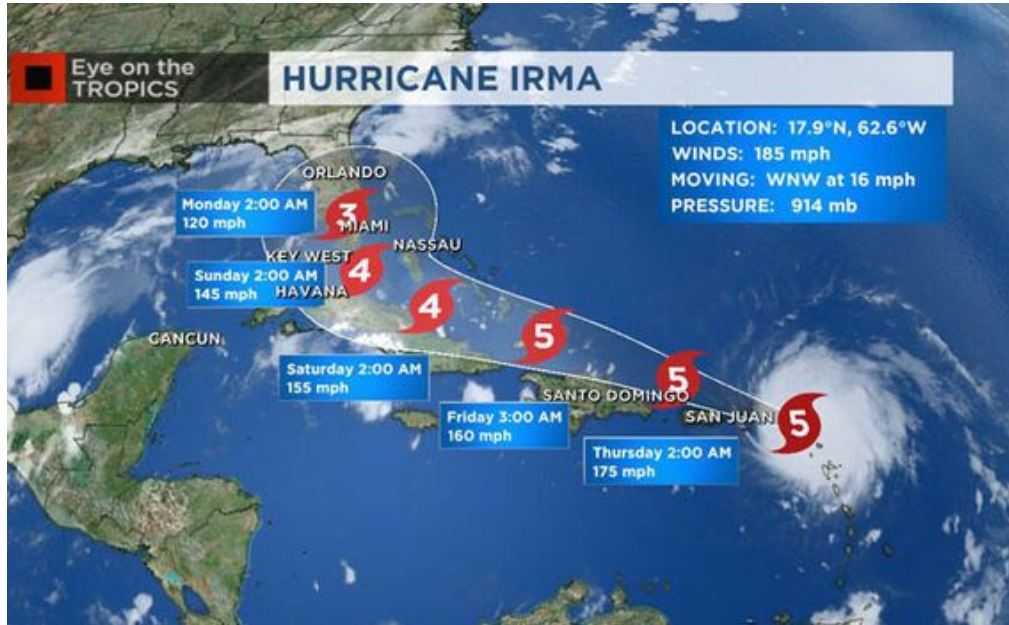 Eye on the
TROPICS
HURRICANE IRMA
LOCATION: 17.9°N, 62.6°W
WINDS: 185 mph
MOVING: WNW at 16 mph
PRESSURE: 914 mb
ORLANDO
Monday 2:00 AM
120 mph
3
MIAMI
NASSAU
KEY WEST
4
Sunday 2:00 AM
145 mph
HAVANA
4
CANCUN
5
Saturday 2:00 AM
155 mph
5
SANTO DOMINGO
Friday 3:00 AM
160 mph
SAN JUAN
5
Thursday 2:00 AM
175 mph